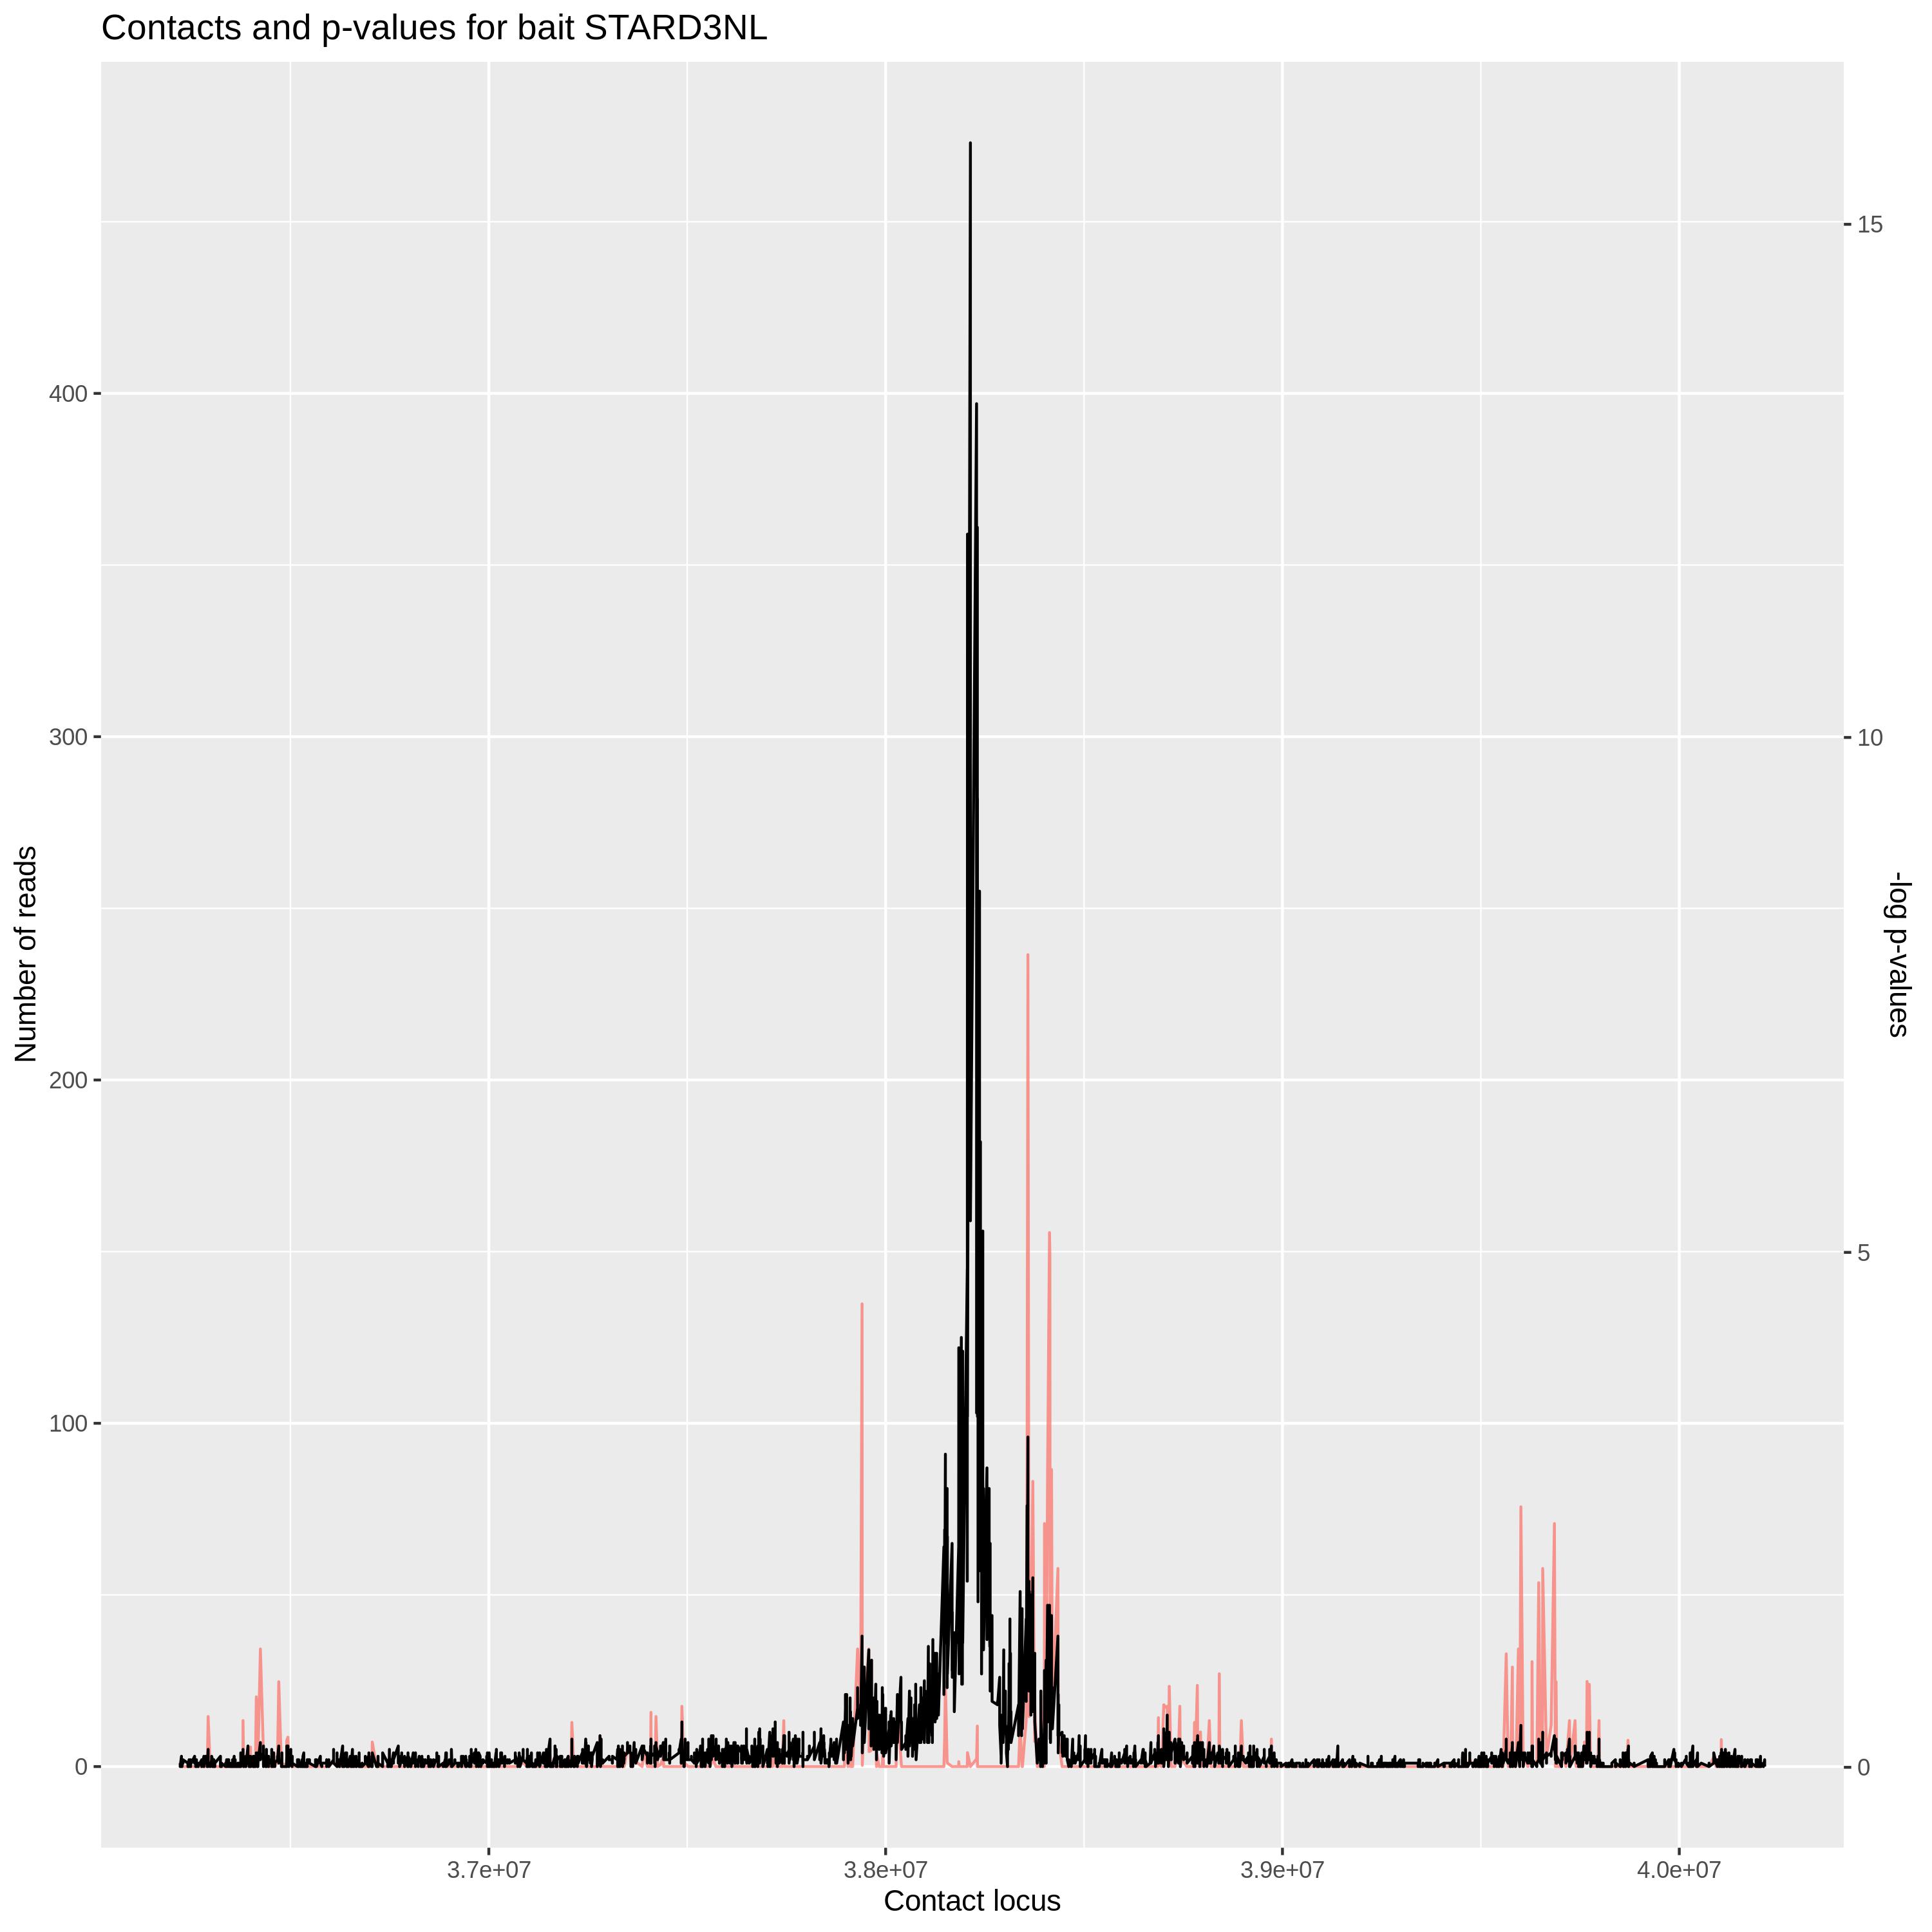 Contacts and p-values for bait STARD3NL
400
300
200
100
0
15
10
5
0
Number of reads
-log p-values
3.7e+07
3.8e+07
3.9e+07
4.0e+07
Contact locus